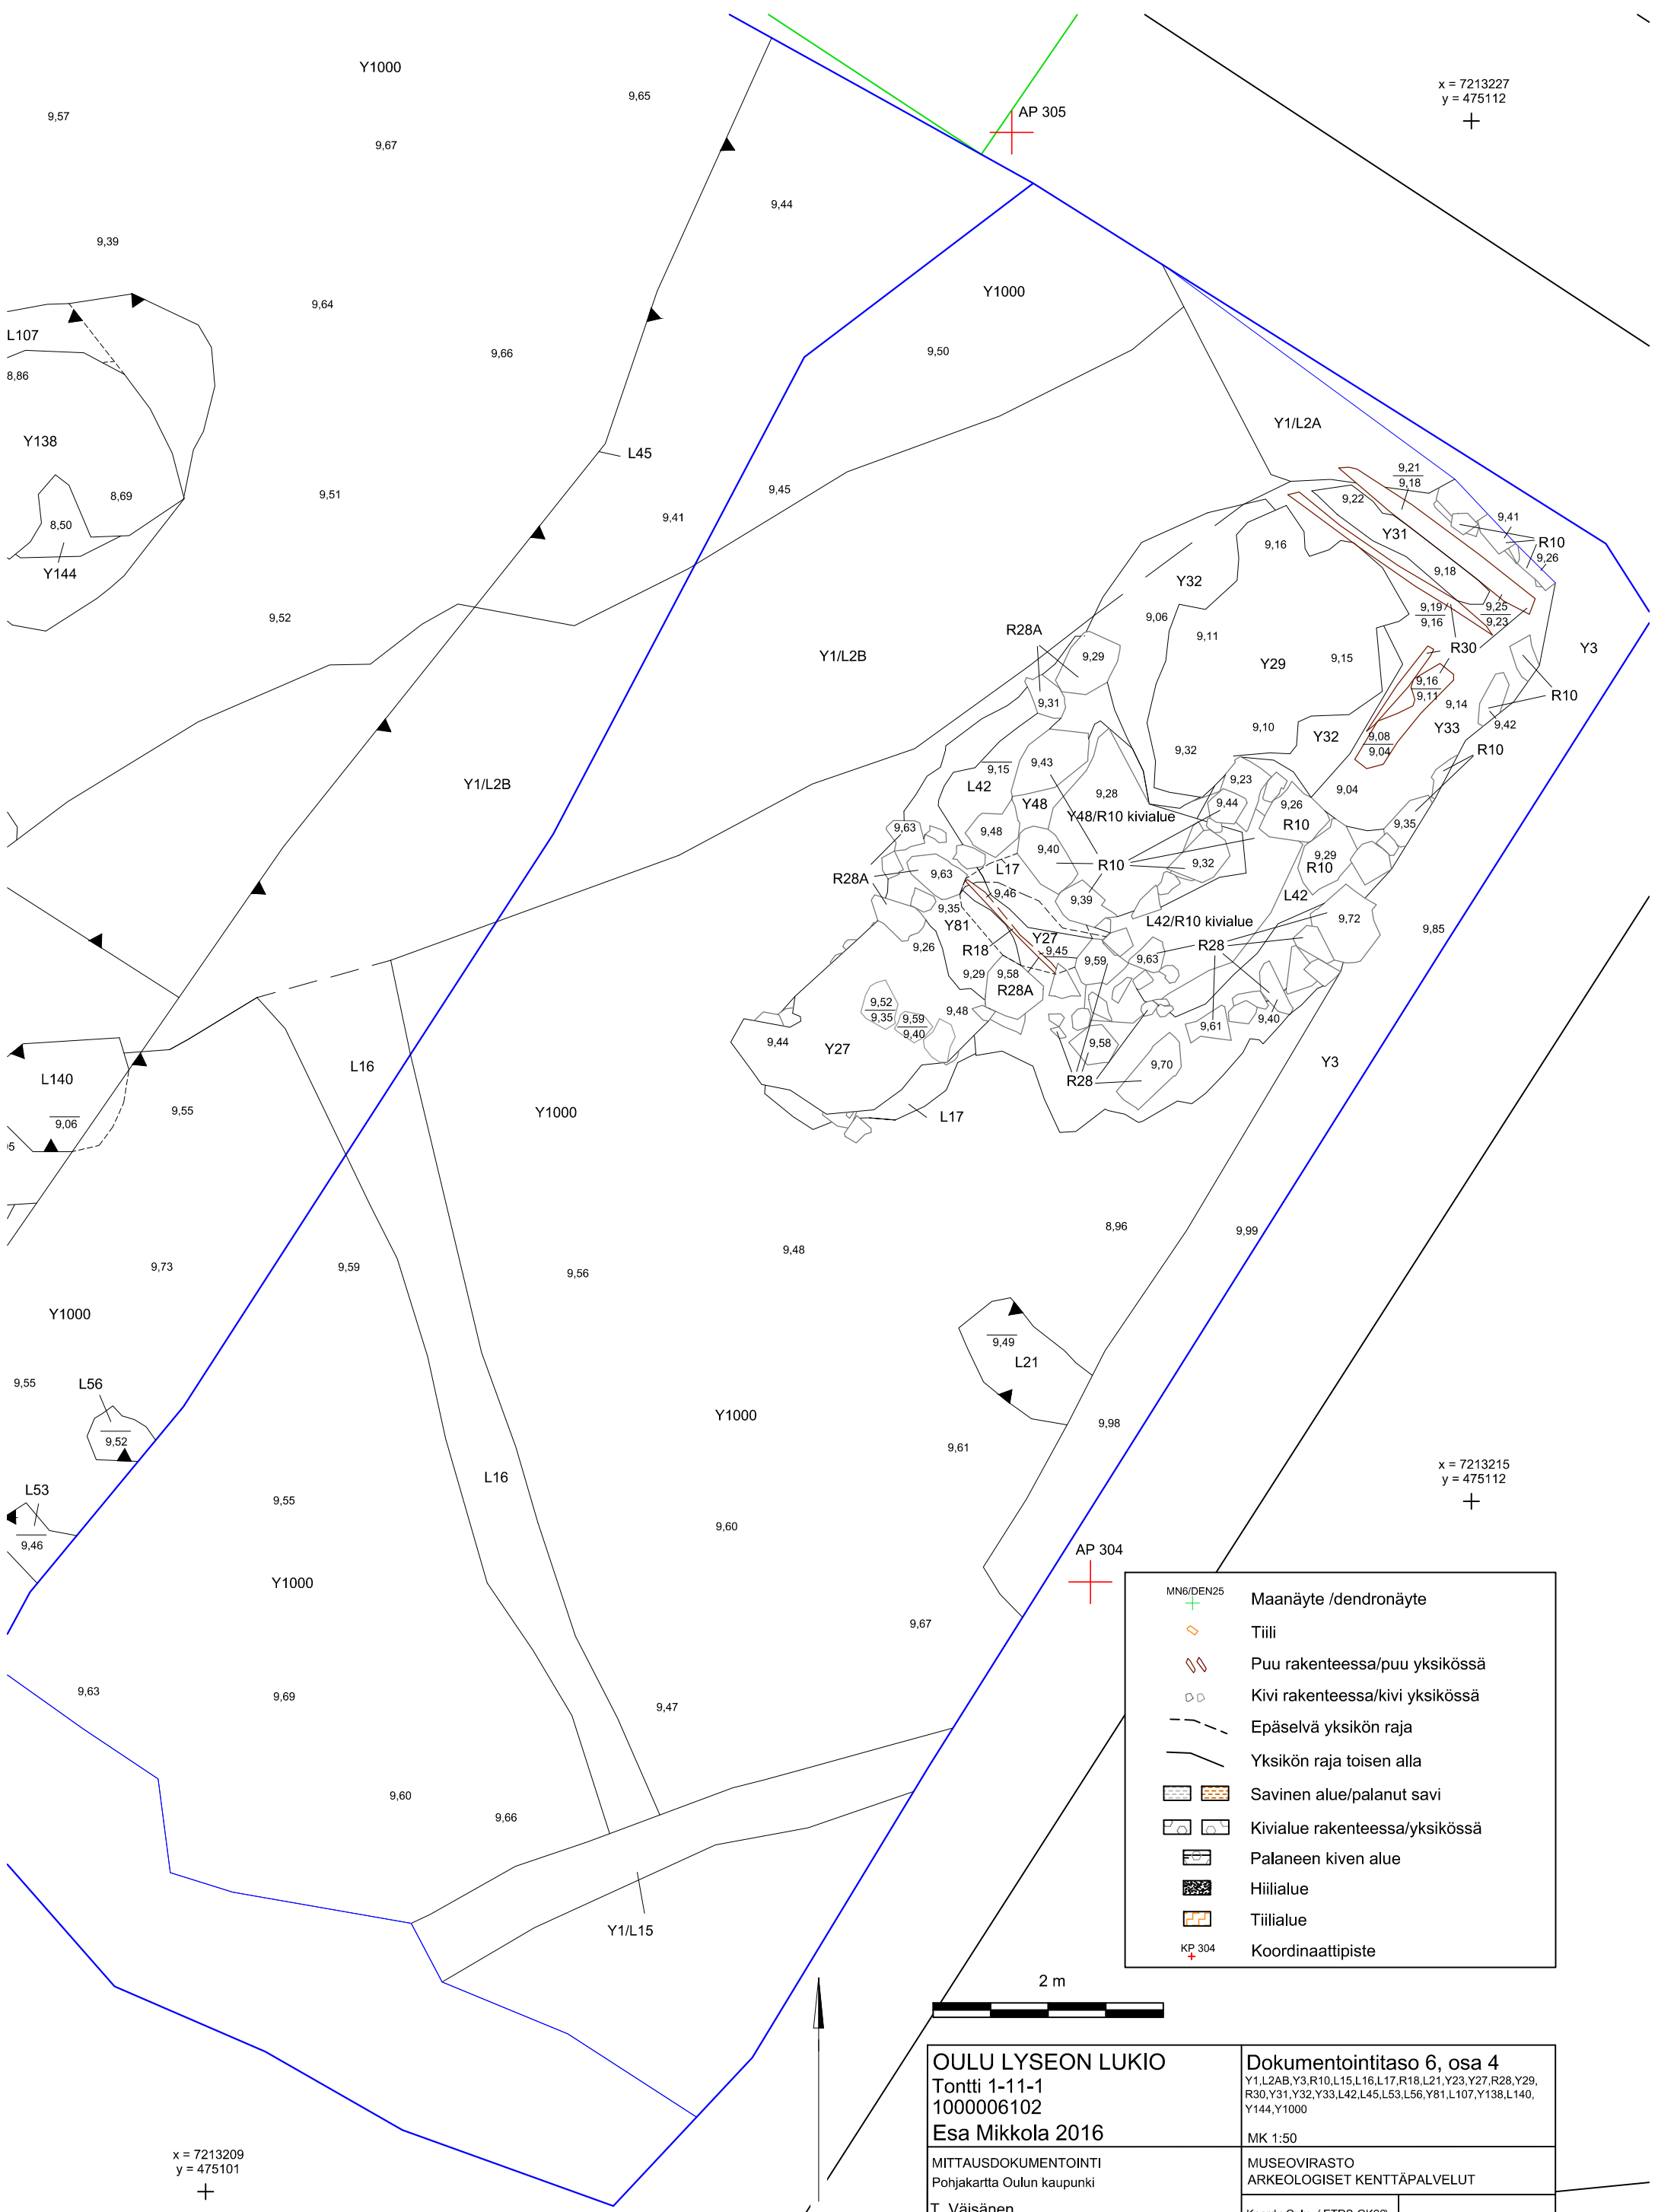 Y1000
9,65
x = 7213227
y = 475112
9,57
AP 305
9,67
9,44
9,39
9,64
Y1000
L107
9,66
9,50
8,86
Y1/L2A
Y138
L45
9,21
9,18
9,45
9,22
8,69
9,51
9,41
9,41
8,50
Y31
R10
9,16
9,26
Y144
9,18
Y32
9,52
9,06
9,19
9,16
9,25
9,23
R28A
9,11
R30
Y3
Y1/L2B
9,29
9,15
Y29
9,16
9,11
R10
9,31
9,14
9,10
Y33
9,42
Y32
9,32
9,08
9,04
R10
9,43
9,15
9,23
Y1/L2B
L42
9,28
9,04
Y48
9,44
9,26
Y48/R10 kivialue
R10
9,35
9,63
9,48
9,40
9,29
R10
9,32
R10
L17
R28A
9,63
9,46
9,39
L42
9,35
L42/R10 kivialue
9,72
Y81
9,85
Y27
R28
9,26
R18
9,45
9,59
9,63
9,29
9,58
R28A
9,52
9,35
9,48
9,59
9,40
9,61
9,40
9,44
Y27
9,58
L16
9,70
Y3
L140
R28
9,55
Y1000
9,06
L17
8,96
9,99
9,48
9,73
9,59
9,56
Y1000
9,49
L21
9,55
L56
Y1000
9,98
9,52
9,61
x = 7213215
y = 475112
L16
L53
9,55
9,60
9,46
AP 304
Y1000
9,67
9,63
9,69
9,47
9,60
9,66
Y1/L15
MN6/DEN25
Maanäyte /dendronäyte
Tiili
Puu rakenteessa/puu yksikössä
Kivi rakenteessa/kivi yksikössä
Epäselvä yksikön raja
Yksikön raja toisen alla
Savinen alue/palanut savi
Kivialue rakenteessa/yksikössä
Palaneen kiven alue
Hiilialue
Tiilialue
KP 304
Koordinaattipiste
2 m
OULU LYSEON LUKIO
Tontti 1-11-1
1000006102
Esa Mikkola 2016
Dokumentointitaso 6, osa 4
Y1,L2AB,Y3,R10,L15,L16,L17,R18,L21,Y23,Y27,R28,Y29,
R30,Y31,Y32,Y33,L42,L45,L53,L56,Y81,L107,Y138,L140,
Y144,Y1000
MK 1:50
MITTAUSDOKUMENTOINTI
Pohjakartta Oulun kaupunki
T. Väisänen
MUSEOVIRASTO
ARKEOLOGISET KENTTÄPALVELUT
x = 7213209
y = 475101